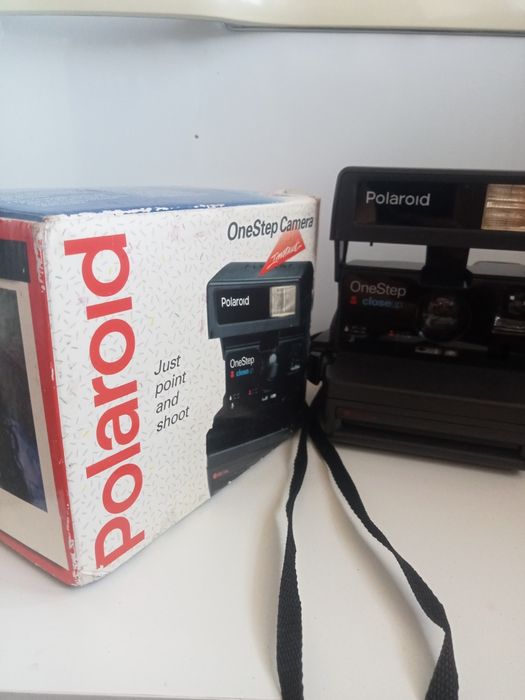 Polaroid
OneStep Camera
Instant
Just
point
and
shoot
Polaroid
OneStep
close up
Polaroid
OneStep
close up